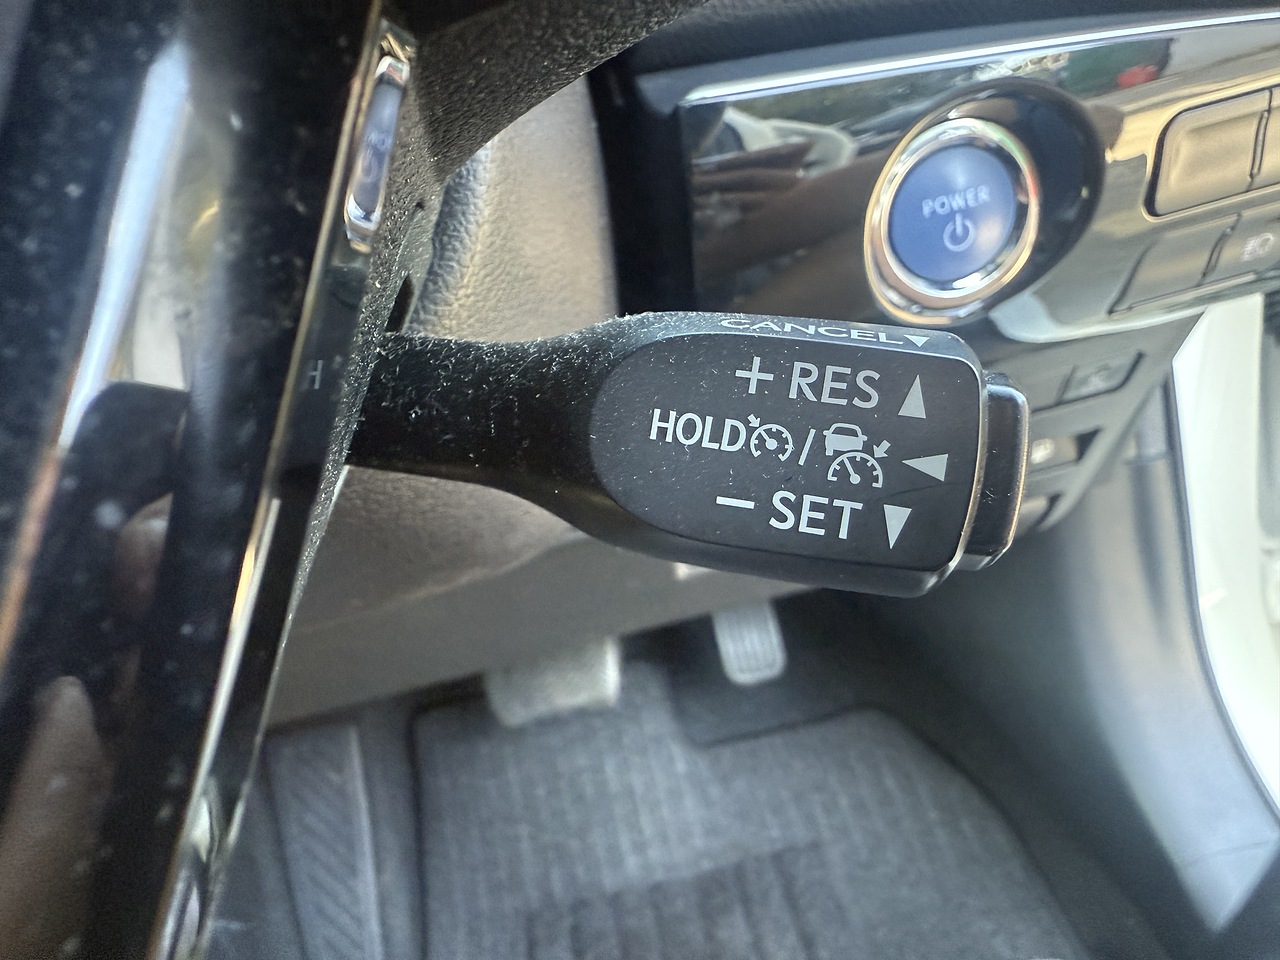 POWER
CANCEL
+ RES
HOLD /
- SET